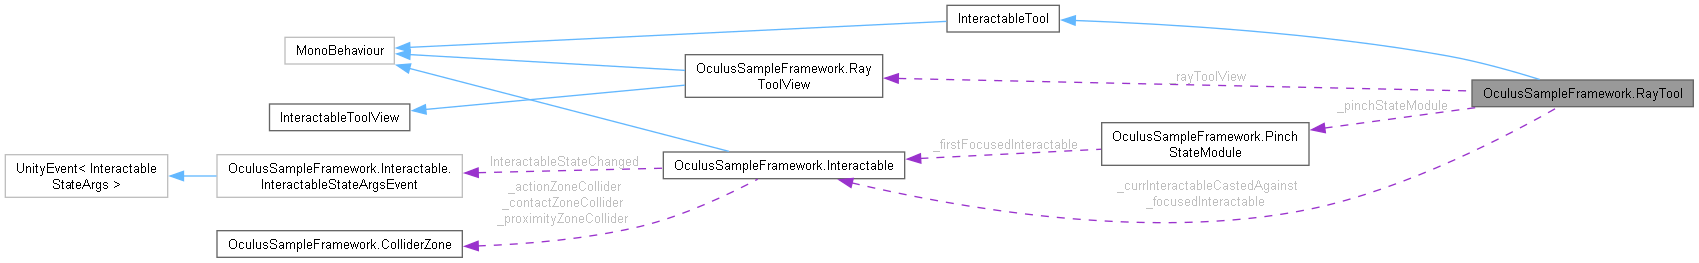 InteractableTool
MonoBehaviour
OculusSampleFramework.Ray
ToolView
rayToolView
OculusSampleFramework.RayTool
_pinchStateModule
InteractableToolView
OculusSampleFramework.Pinch
StateModule
_firstFocusedInteractable
UnityEvent< Interactable
StateArgs >
OculusSampleFramework.Interactable.
InteractableStateArgsEvent
InteractableStateChanged
OculusSampleFramework.Interactable
_actionZoneCollider
_contactZoneCollider
_proximityZoneCollider
_currInteractableCastedAgainst
_focusedInteractable
OculusSampleFramework.ColliderZone